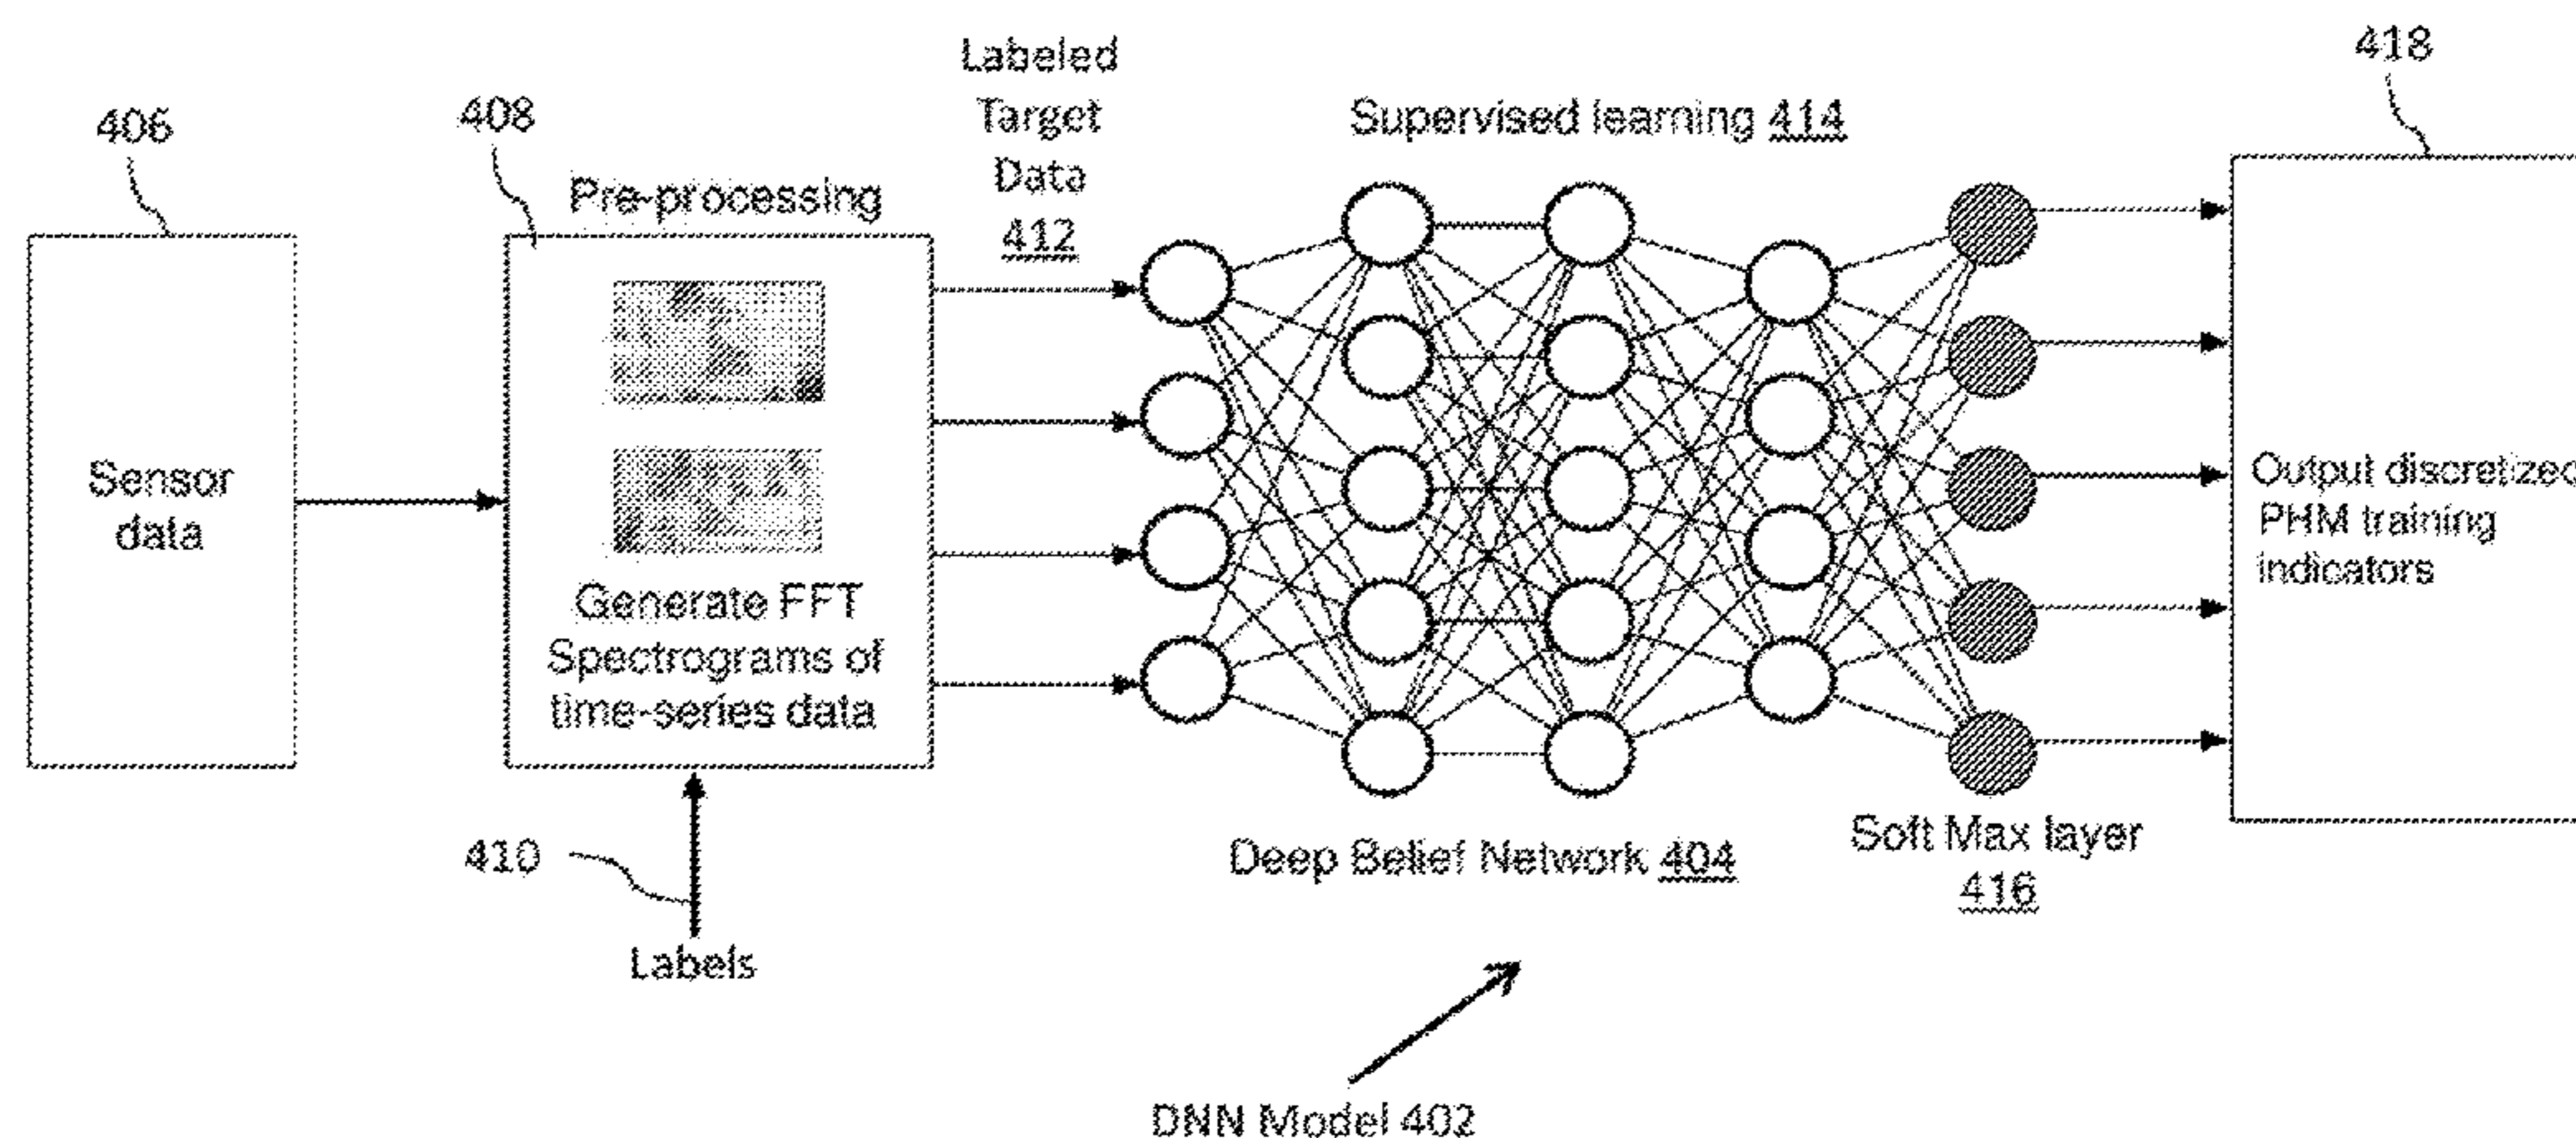 406
Sensor
data
408
Pre-processing
Generate FFT
Spectrograms of
time-series data
410
Labels
Labeled
Target
Data
412
Supervised learning 414
Deep Belief Network 404
Soft Max layer
416
DNN Model 402
418
Output discretized
PHM training
indicators